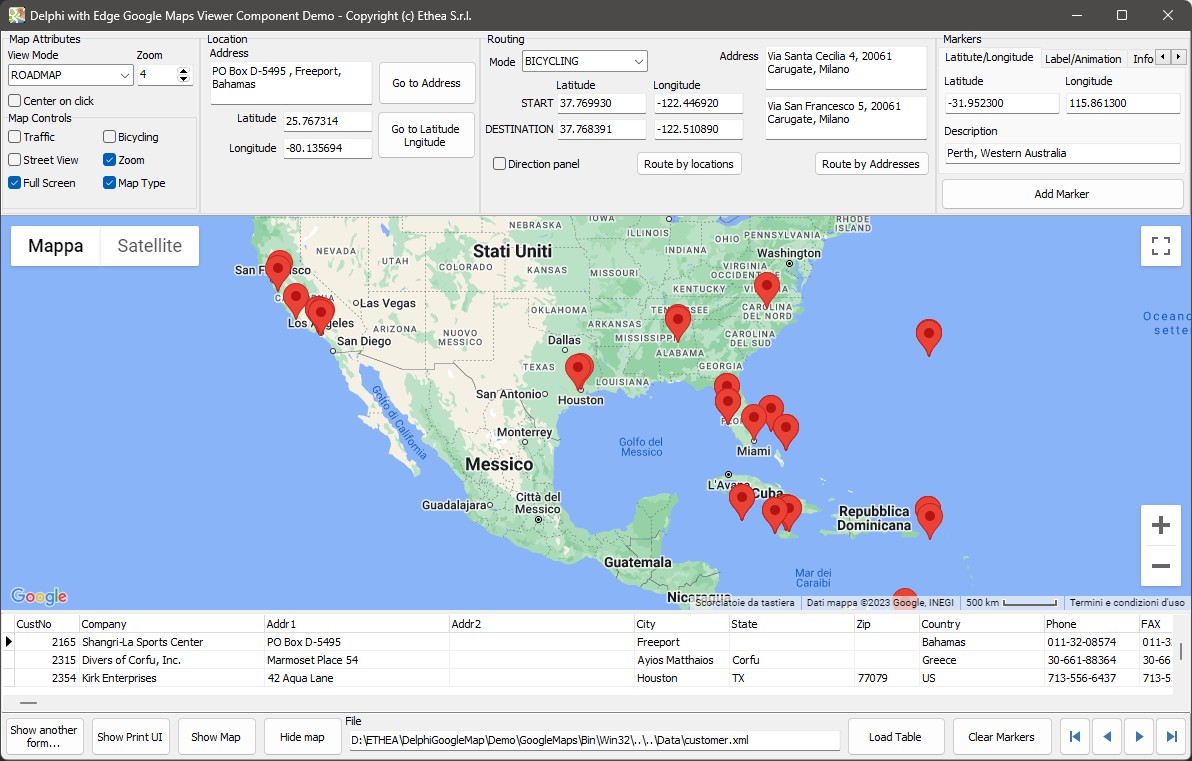 Delphi with Edge Google Maps Viewer Component Demo - Copyright (c) Ethea S.r.l.
Map Attributes
View Mode
Zoom
ROADMAP
4
Center on click
Map Controls
Traffic
Bicycling
Street View
Zoom
Full Screen
Map Type
Location
Address
PO Box D-5495 , Freeport,
Bahamas
Go to Address
Latitude
25.767314
Longitude
-80.135694
Go to Latitude
Lngitude
Routing
Mode
BICYCLING
Latitude
Longitude
START
37.769930
-122.446920
DESTINATION
37.768391
-122.510890
Direction panel
Route by locations
Address
Via Santa Cecilia 4, 20061
Carugate, Milano
Via San Francesco 5, 20061
Carugate, Milano
Route by Addresses
Markers
Latitute/Longitude
Label/Animation
Info
Latitude
Longitude
-31.952300
115.861300
Description
Perth, Western Australia
Add Marker
Mappa
Satellite
IOWA
NEBRASKA
ILLINOIS
OHIO
PENNSYLVANIA
RHODE
ISLAND
INDIANA
NEVADA
UTAH
COLORADO
Stati Uniti
KANSAS
MISSOURI
Washington
VIRGINIA
OCCIDENT
KENTUCKY
San Fr
cisco
Las Vegas
OKLAHOMA
CAROLINA
DEL NORD
Los Angeles
ARIZONA
NUOVO
MESSICO
ARKANSAS
MISSISSIPPI
CAROLINA
DEL SUD
San Diego
Dallas
ALABAMA
TEXAS
GEORGIA
LOUISIANA
San Antonio
Houston
Golfo di California
Monterrey
Golfo del
Messico
Miami
Messico
L'Avana
Cuba
Guadalajara
Città del
Messico
Repubblica
Dominicana
Guatemala
Mar dei
Caraibi
Nicaragua
Oceano
sette
Google
Scorciatoie da tastiera
Dati mappa ©2023 Google, INEGI
500 km
Termini e condizioni d'uso
CustNo Company Addr1 Addr2 City State Zip Country Phone FAX
2165 Shangri-La Sports Center PO Box D-5495 Freeport Bahamas 011-32-08574 011-3
2315 Divers of Corfu, Inc. Marmoset Place 54 Ayios Matthaios Corfu Greece 30-661-88364 30-66
2354 Kirk Enterprises 42 Aqua Lane Houston TX 77079 US 713-556-6437 713-5
Show another
form...
Show Print UI
Show Map
Hide map
File
D:\ETHEA\DelphiGoogleMap\Demo\GoogleMaps\Bin\Win32\..\..\Data\customer.xml
Load Table
Clear Markers